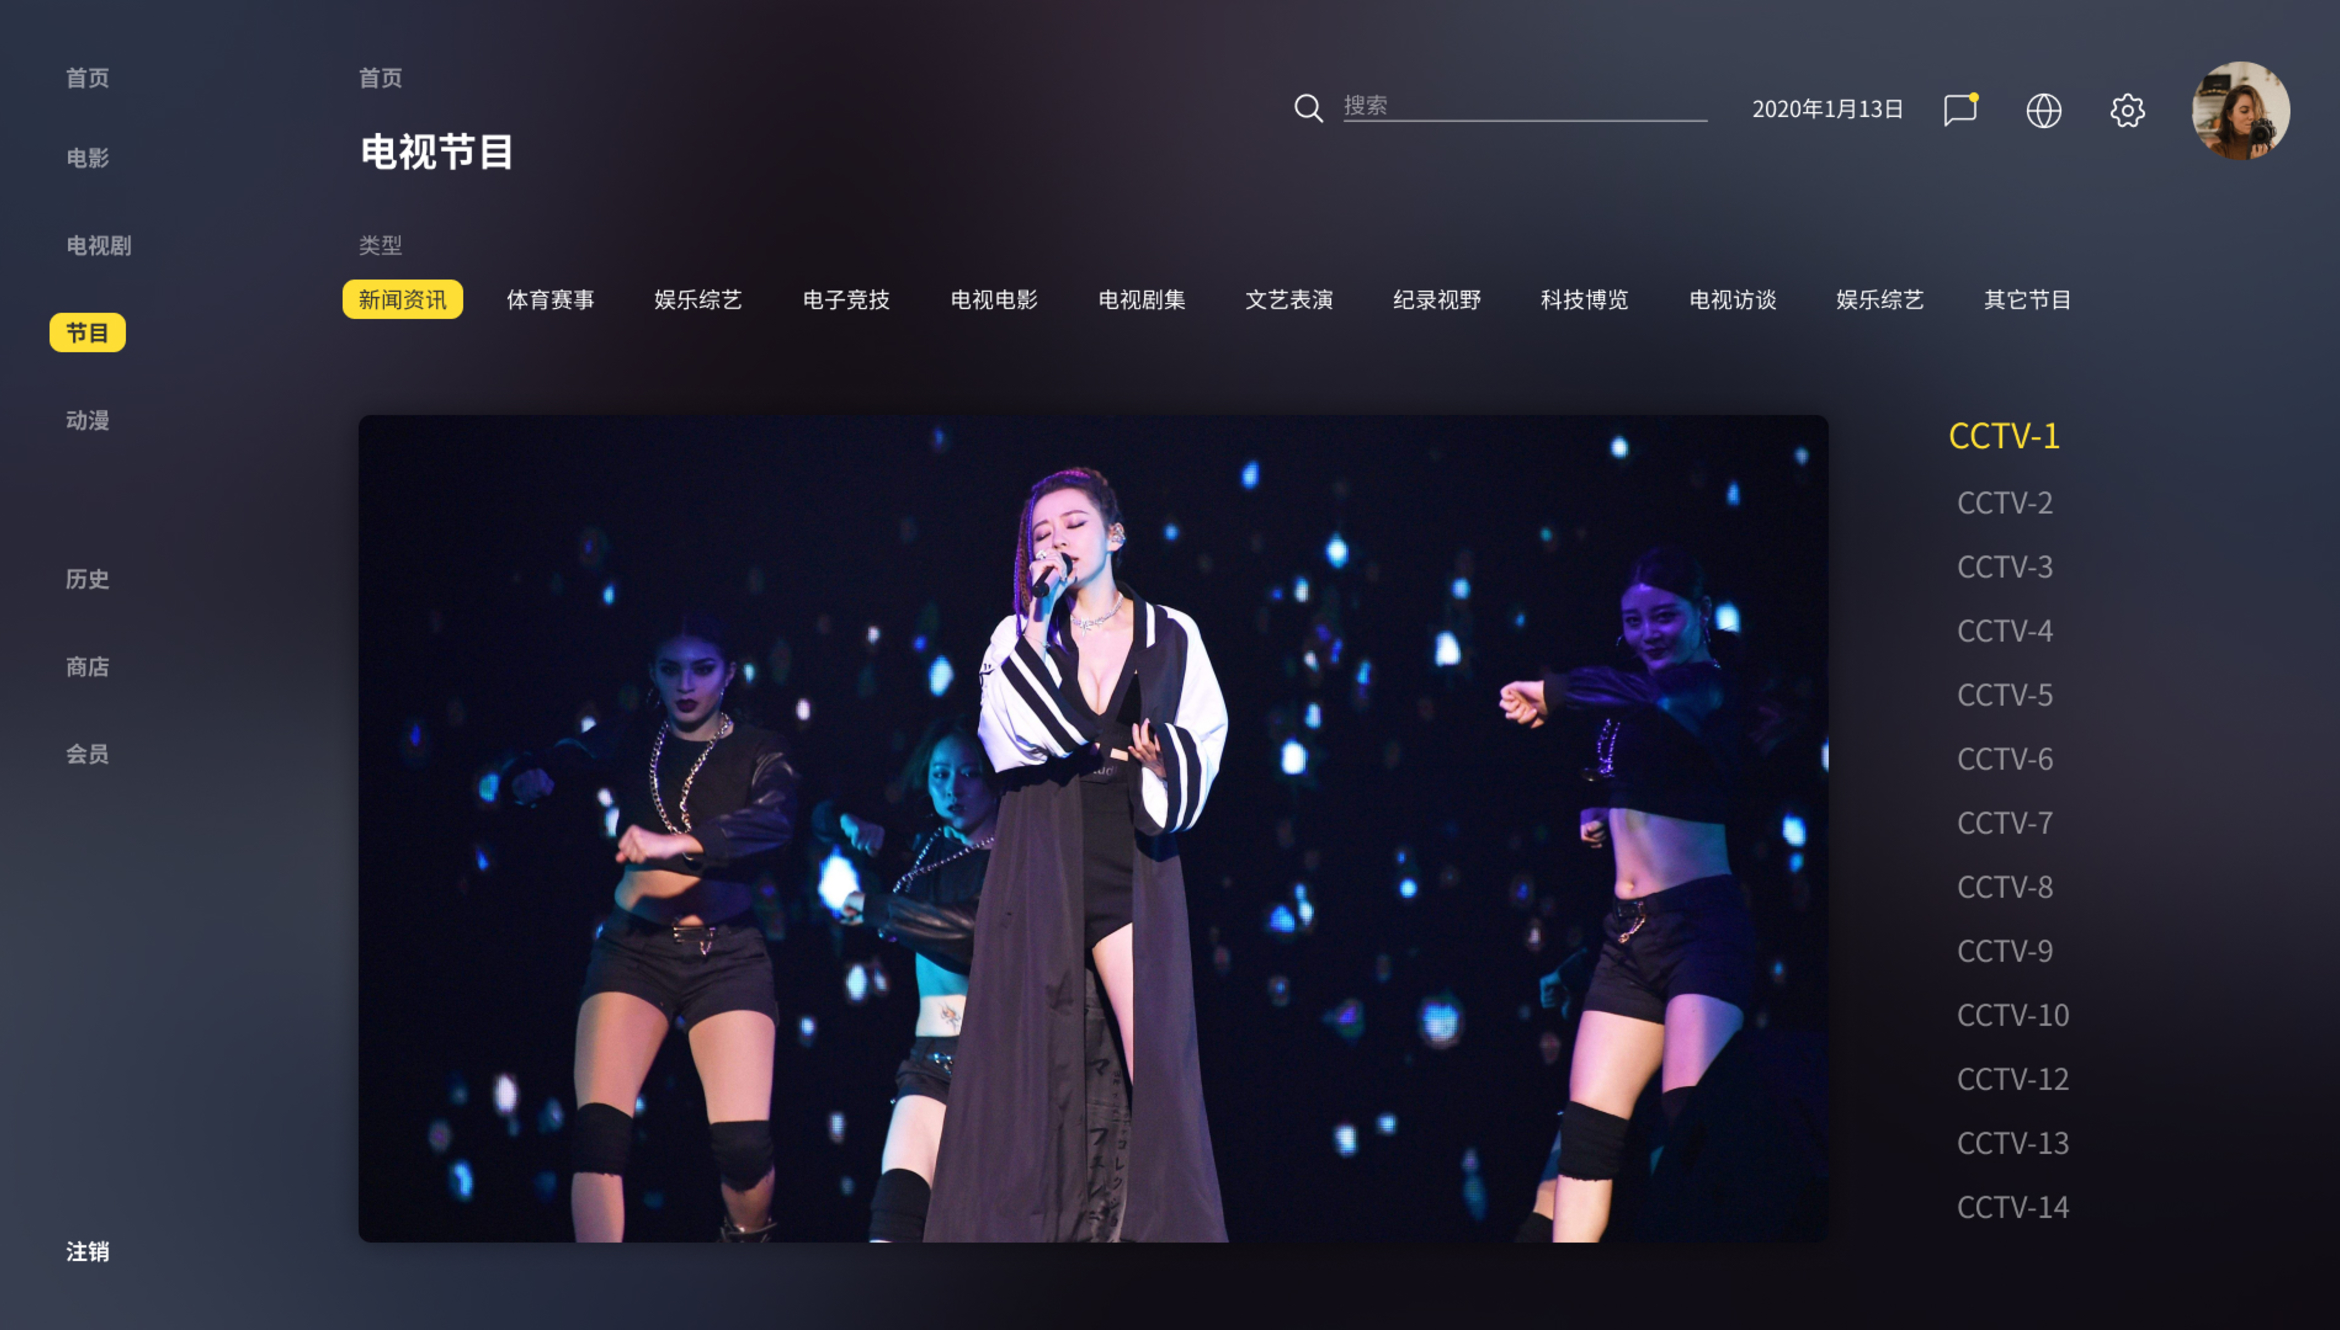 首页
电影
电视剧
节目
动漫
历史
商店
会员
注销
首页
电视节目
搜索
2020年1月13日
类型
新闻资讯 体育赛事 娱乐综艺 电子竞技 电视电影 电视剧集 文艺表演 纪录视野 科技博览 电视访谈 娱乐综艺 其它节目
CCTV-1
CCTV-2
CCTV-3
CCTV-4
CCTV-5
CCTV-6
CCTV-7
CCTV-8
CCTV-9
CCTV-10
CCTV-12
CCTV-13
CCTV-14